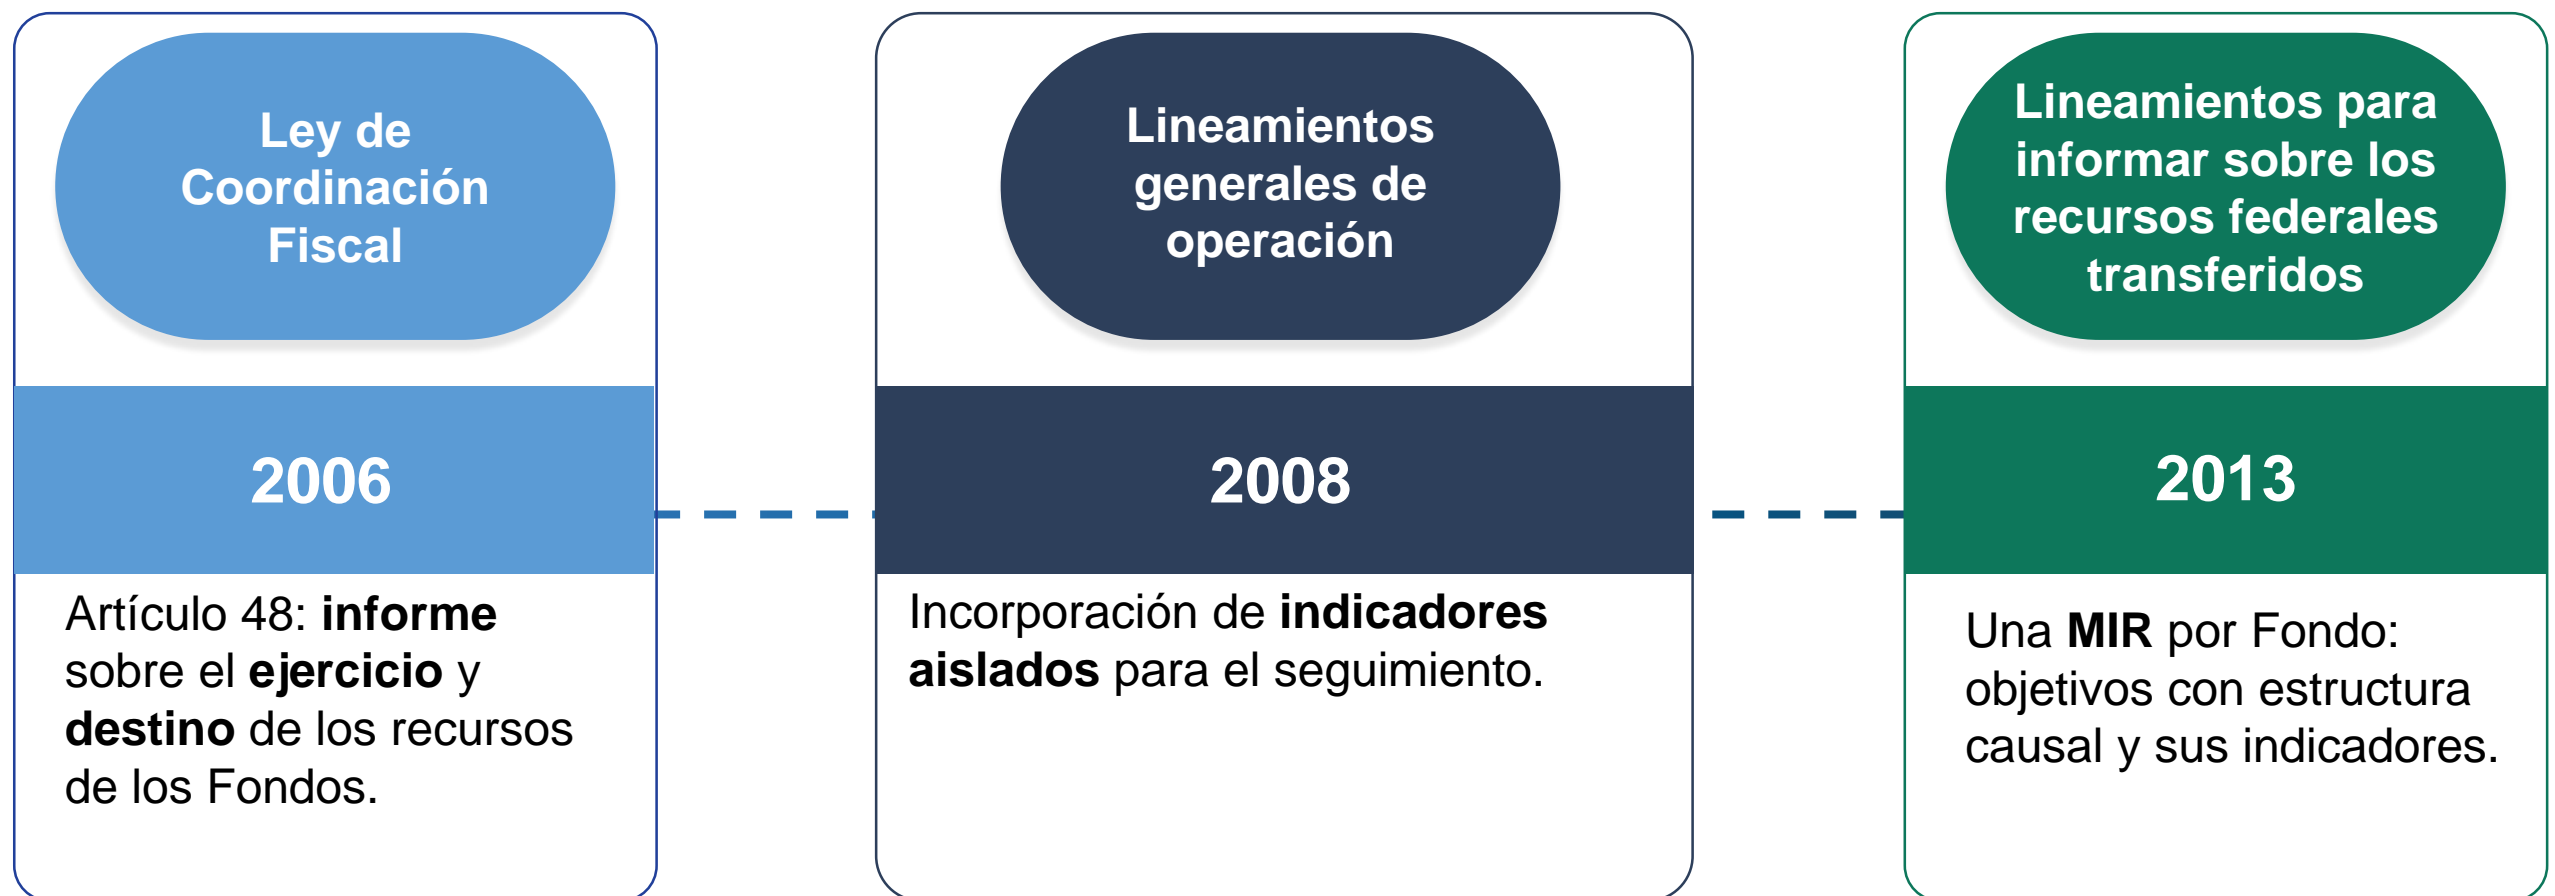 Ley de
Coordinación
Fiscal
2006
Artículo 48: informe
sobre el ejercicio y
destino de los recursos
de los Fondos.
Lineamientos
generales de
operación
2008
Incorporación de indicadores
aislados para el seguimiento.
Lineamientos para
informar sobre los
recursos federales
transferidos
2013
Una MIR por Fondo:
objetivos con estructura
causal y sus indicadores.